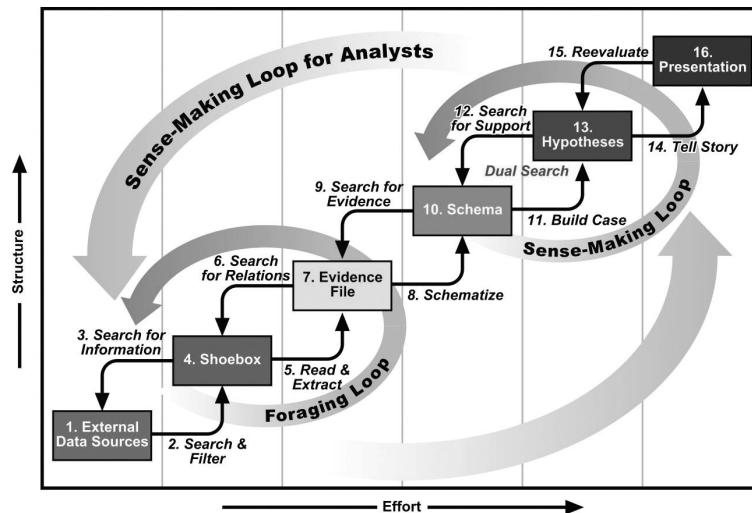 Sense-Making Loop for Analysts
15. Reevaluate
16.
Presentation
12. Search
for Support
13.
Hypotheses
14. Tell Story
Dual Search
9. Search for
Evidence
10. Schema
11. Build Case
Sense-Making Loop
6. Search
for Relations
7. Evidence
File
8. Schematize
3. Search for
Information
4. Shoebox
5. Read &
Extract
Foraging Loop
1. External
Data Sources
2. Search &
Filter
Structure
Effort